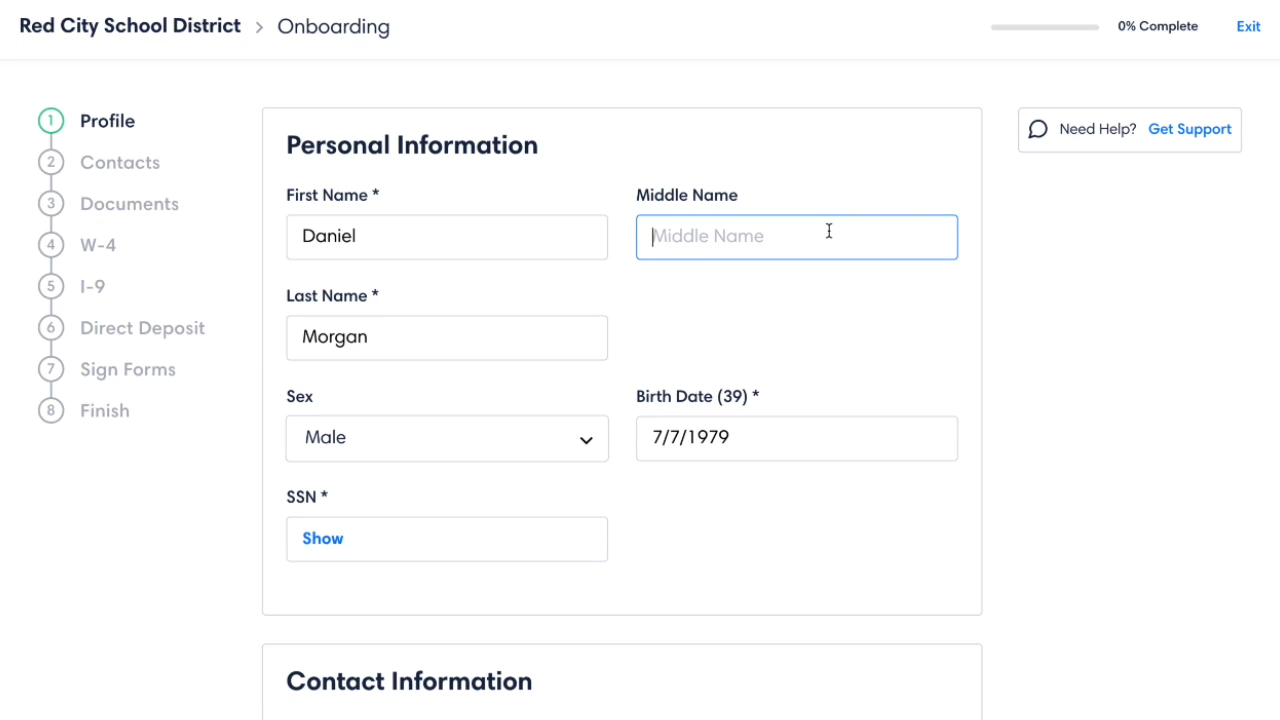 Red City School District > Onboarding
0% Complete
Exit
1 Profile
2 Contacts
3 Documents
4 W-4
5 I-9
6 Direct Deposit
7 Sign Forms
8 Finish
Personal Information
First Name *
Middle Name
Daniel
Middle Name
Last Name *
Morgan
Sex
Birth Date (39) *
Male
7/7/1979
SSN *
Show
Contact Information
Need Help? Get Support